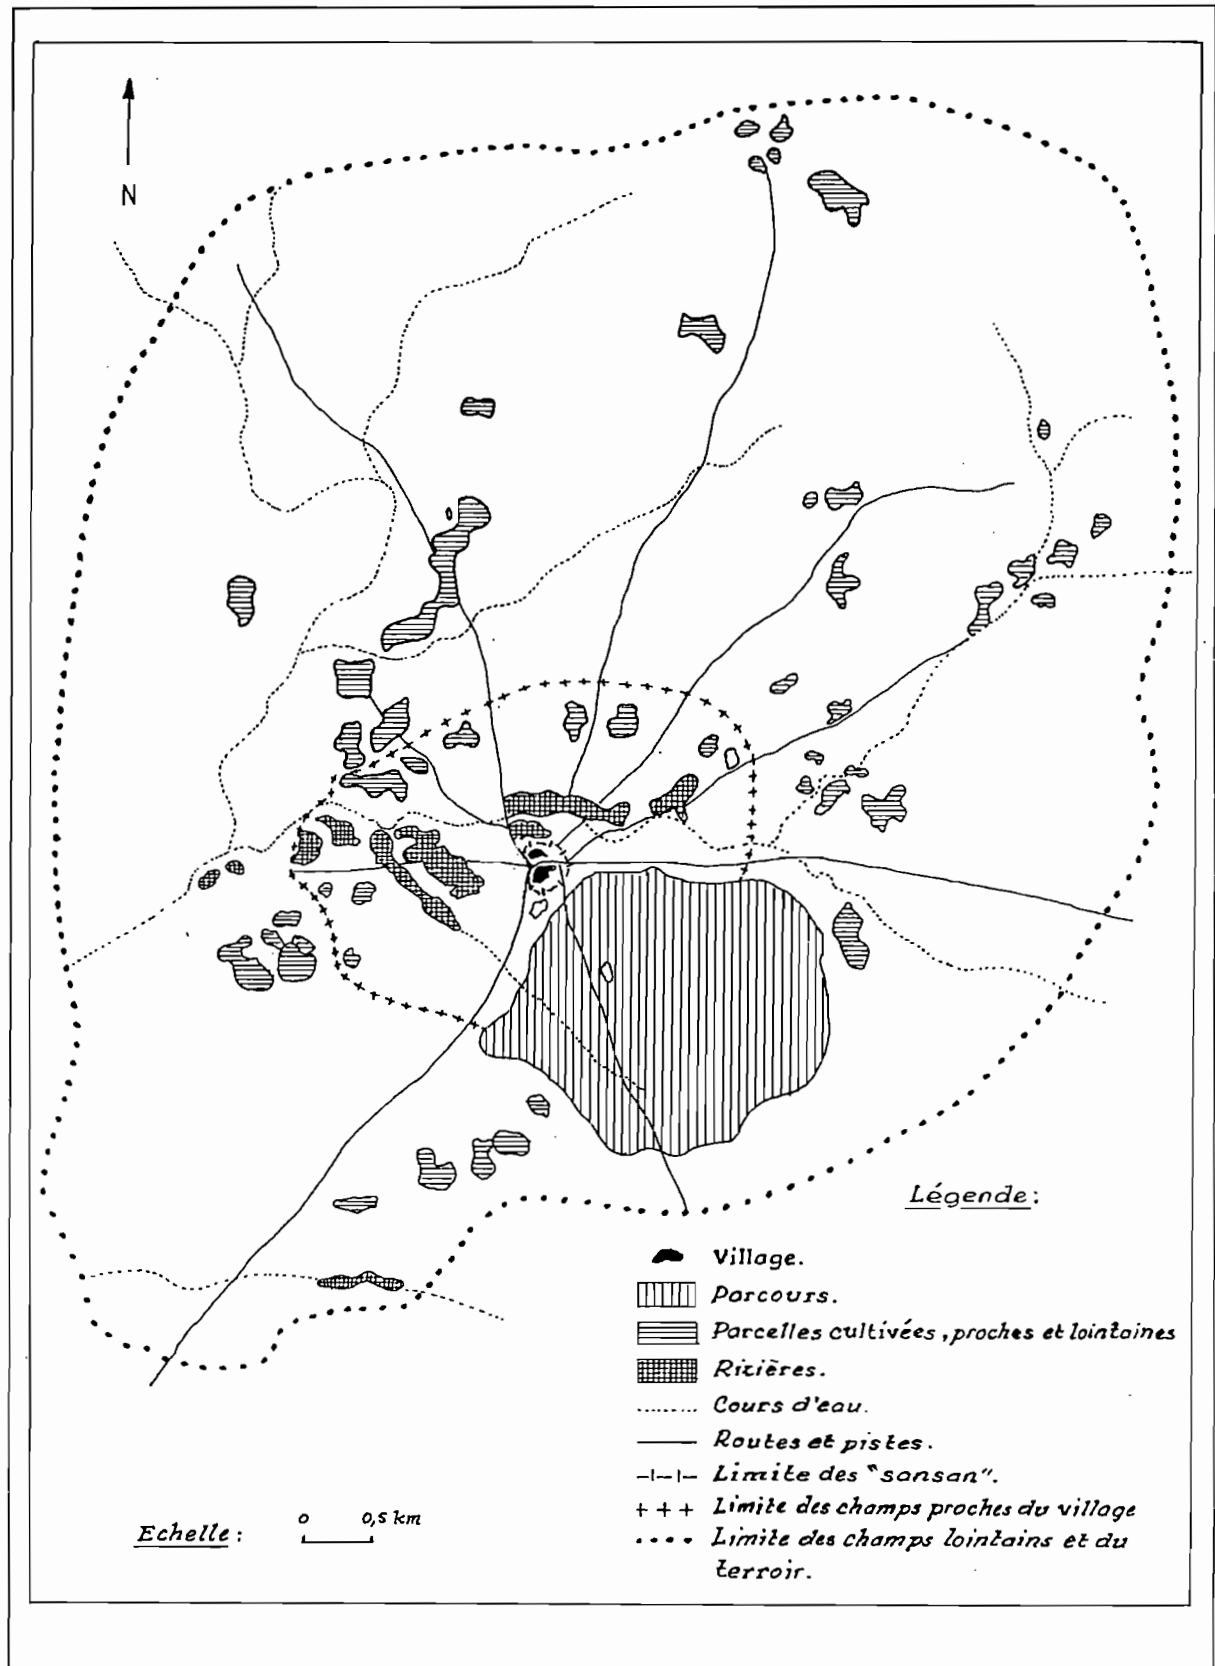 N
Légende:
Village.
Parcours.
Parcelles cultivées, proches et lointaines
Rizières.
Cours d'eau.
Routes et pistes.
Limite des "sansan".
Limite des champs proches du village
Limite des champs lointains et du
terroir.
Echelle: 0 0,5 km